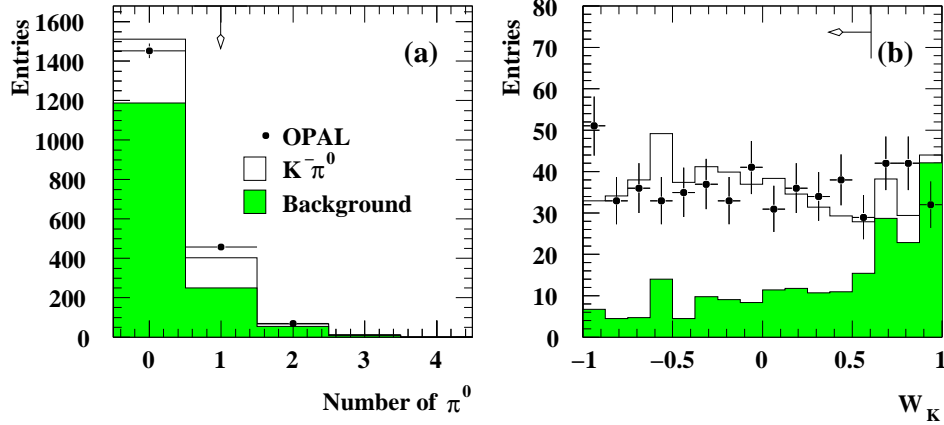 Entries
1600
1400
1200
1000
800
600
400
200
0
0 1 2 3 4
Number of π⁰
(a)
OPAL
K⁻π⁰
Background
Entries
80
70
60
50
40
30
20
10
0
−1 −0.5 0 0.5 1
W_K
(b)